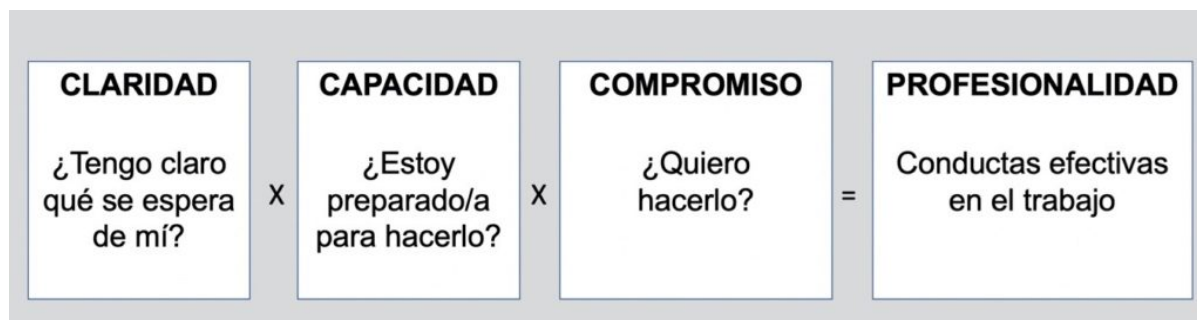 CLARIDAD
¿Tengo claro
qué se espera
de mí?
X
CAPACIDAD
¿Estoy
preparado/a
para hacerlo?
X
COMPROMISO
¿Quiero
hacerlo?
=
PROFESIONALIDAD
Conductas efectivas
en el trabajo